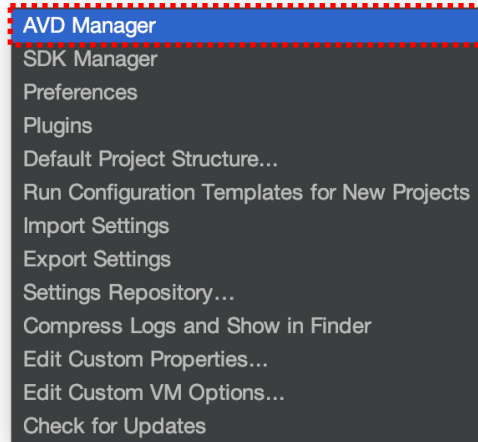 AVD Manager
SDK Manager
Preferences
Plugins
Default Project Structure...
Run Configuration Templates for New Projects
Import Settings
Export Settings
Settings Repository...
Compress Logs and Show in Finder
Edit Custom Properties...
Edit Custom VM Options...
Check for Updates